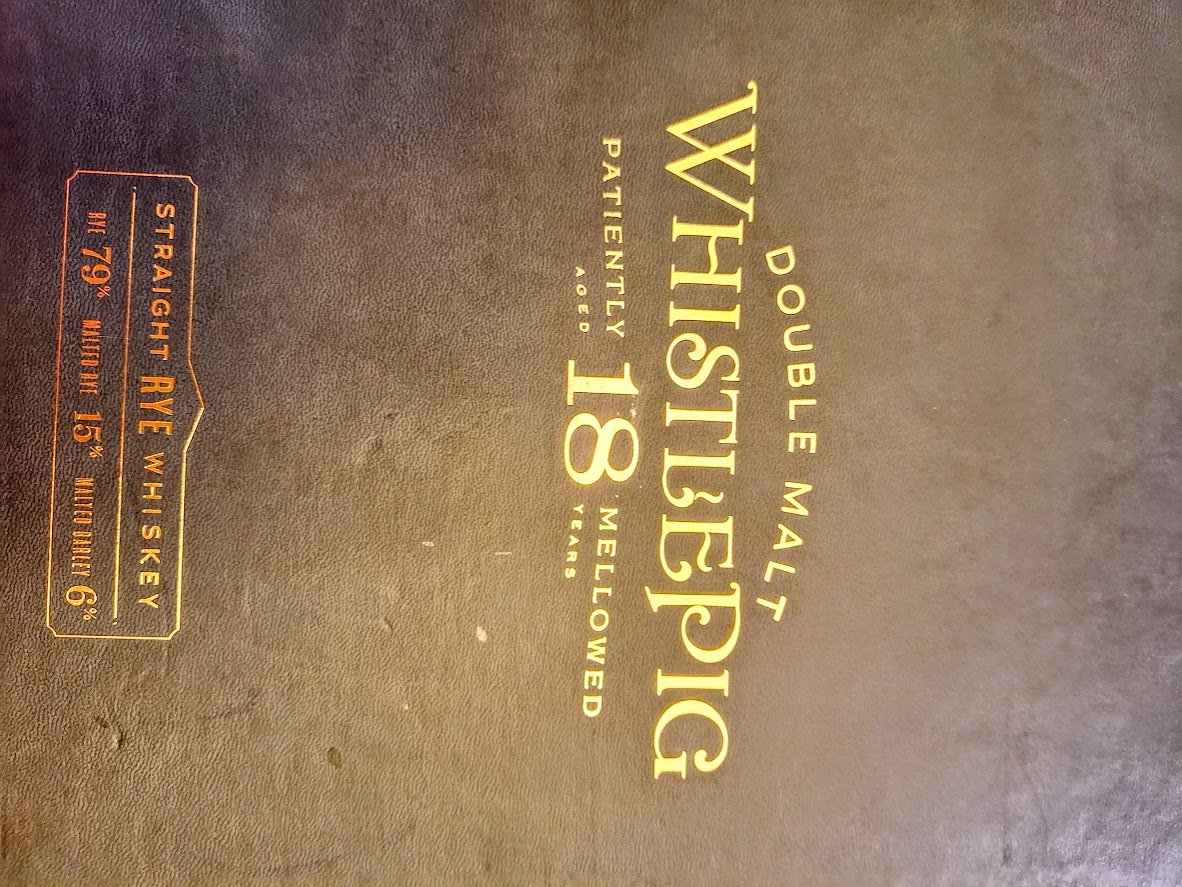 DOUBLE MALT
WHISTLEPIG
PATIENTLY 18 MELLOWED
AGED YEARS
STRAIGHT RYE WHISKEY
RYE 79% MALTED RYE 15% MALTED BARLEY 6%